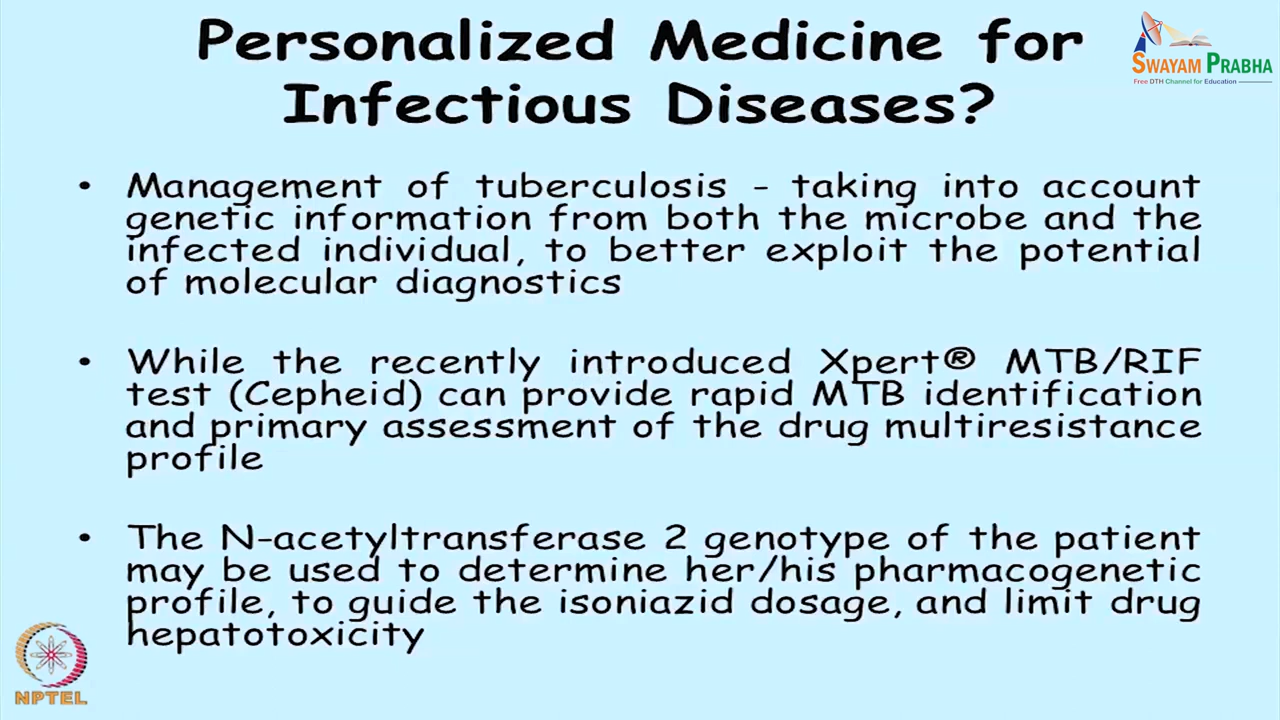 Personalized Medicine for
Infectious Diseases?
SWAYAM PRABHA
Free DTH Channel for Education
• Management of tuberculosis - taking into account
genetic information from both the microbe and the
infected individual, to better exploit the potential
of molecular diagnostics
• While the recently introduced Xpert® MTB/RIF
test (Cepheid) can provide rapid MTB identification
and primary assessment of the drug multiresistance
profile
• The N-acetyltransferase 2 genotype of the patient
may be used to determine her/his pharmacogenetic
profile, to guide the isoniazid dosage, and limit drug
hepatotoxicity
NPTEL